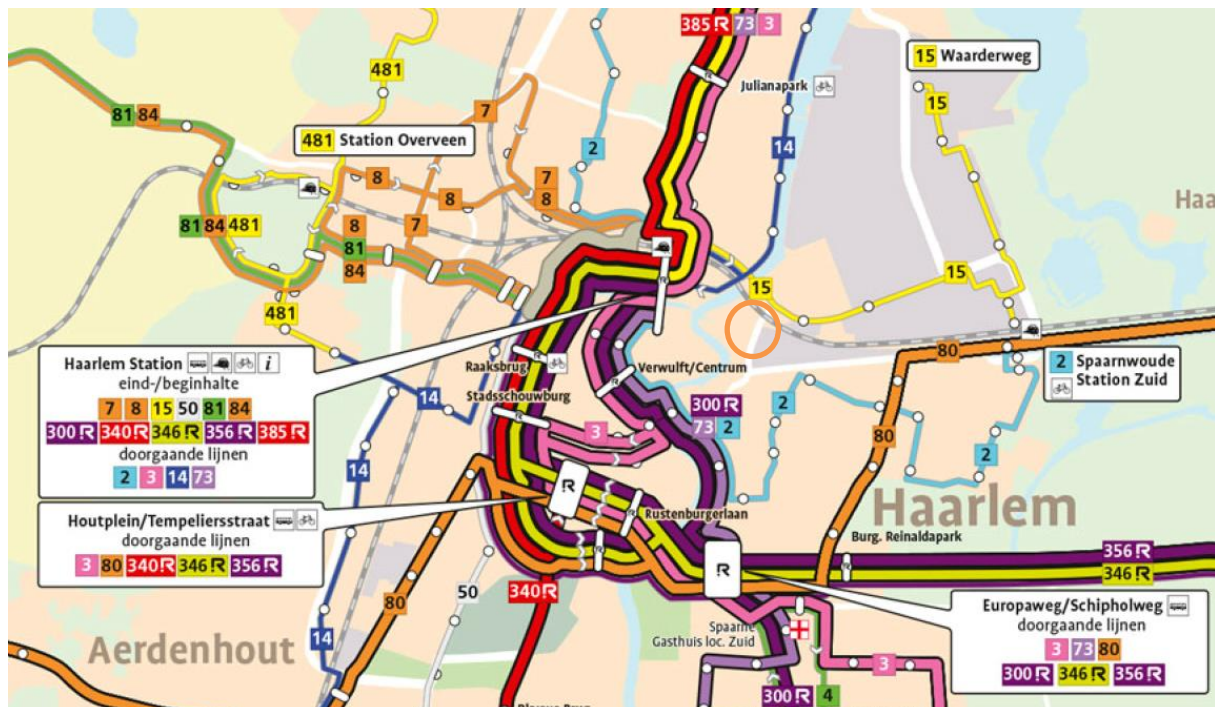 385 R 73 3
481
15 Waarderweg
Julianapark
15
81 84
7
481 Station Overveen
2
14
8
7
8
8
7
Haa
81 84 481
8
81
84
15
15
481
80
Haarlem Station i
eind-/beginhalte
7 8 15 50 81 84
300 R 340 R 346 R 356 R 385 R
doorgaande lijnen
2 3 14 73
Raaksbrug
Stadsschouwburg
Verwulft/Centrum
2 Spaarnwoude
Station Zuid
14
300 R
73 2
2
3
80
2
14
R
Houtplein/Tempeliersstraat
doorgaande lijnen
3 80 340 R 346 R 356 R
Rustenburgerlaan
Haarlem
Burg. Reinaldapark
R
356 R
346 R
50
340 R
80
14
Aerdenhout
Spaarne
Gasthuis loc. Zuid
3
300 R
4
Europaweg/Schipholweg
doorgaande lijnen
3 73 80
300 R 346 R 356 R